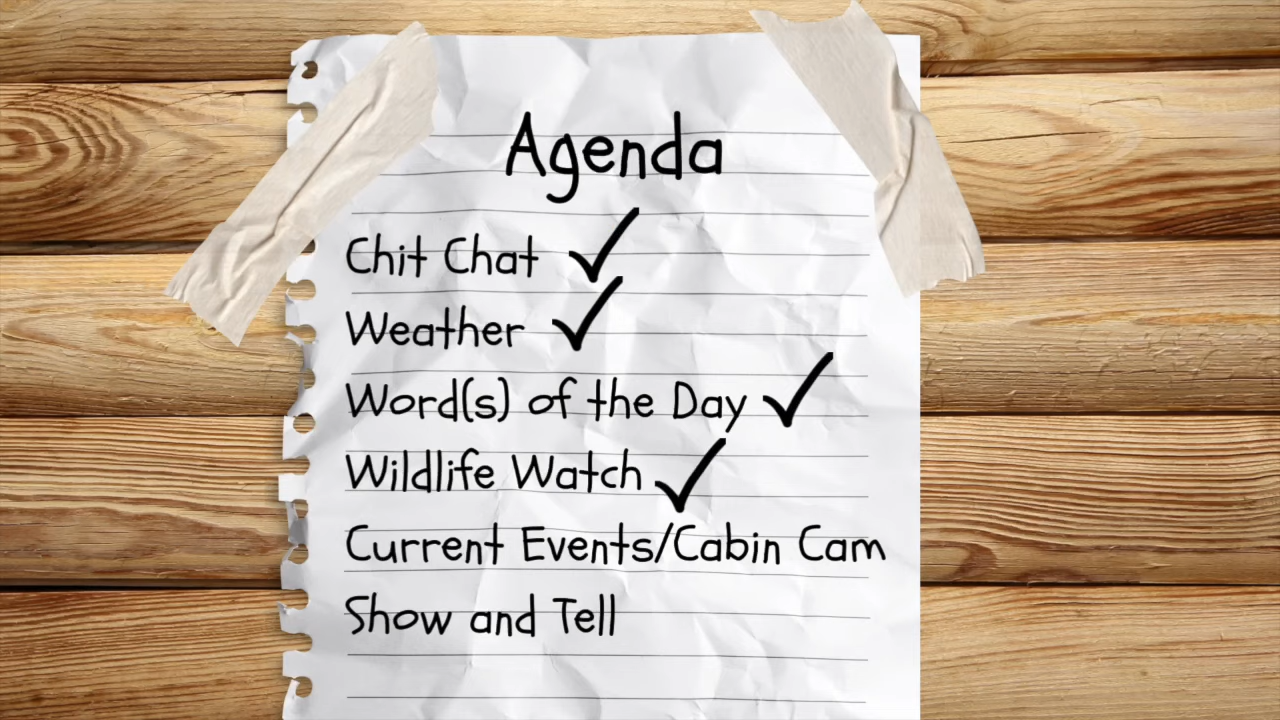 Agenda
Chit Chat ✓
Weather ✓
Word(s) of the Day ✓
Wildlife Watch ✓
Current Events/Cabin Cam
Show and Tell